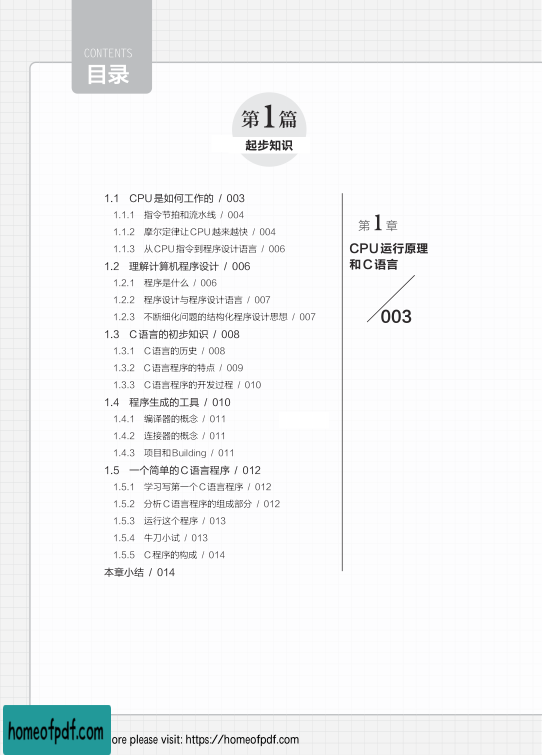 CONTENTS
目录
第1篇
起步知识
1.1 CPU是如何工作的 / 003
1.1.1 指令节拍和流水线 / 004
1.1.2 摩尔定律让CPU越来越快 / 004
1.1.3 从CPU指令到程序设计语言 / 006
1.2 理解计算机程序设计 / 006
1.2.1 程序是什么 / 006
1.2.2 程序设计与程序设计语言 / 007
1.2.3 不断细化问题的结构化程序设计思想 / 007
1.3 C语言的初步知识 / 008
1.3.1 C语言的历史 / 008
1.3.2 C语言程序的特点 / 009
1.3.3 C语言程序的开发过程 / 010
1.4 程序生成的工具 / 010
1.4.1 编译器的概念 / 011
1.4.2 连接器的概念 / 011
1.4.3 项目和Building / 011
1.5 一个简单的C语言程序 / 012
1.5.1 学习写第一个C语言程序 / 012
1.5.2 分析C语言程序的组成部分 / 012
1.5.3 运行这个程序 / 013
1.5.4 牛刀小试 / 013
1.5.5 C程序的构成 / 014
本章小结 / 014
第1章
CPU运行原理
和C语言
003
homeofpdf.com
ore please visit: https://homeofpdf.com